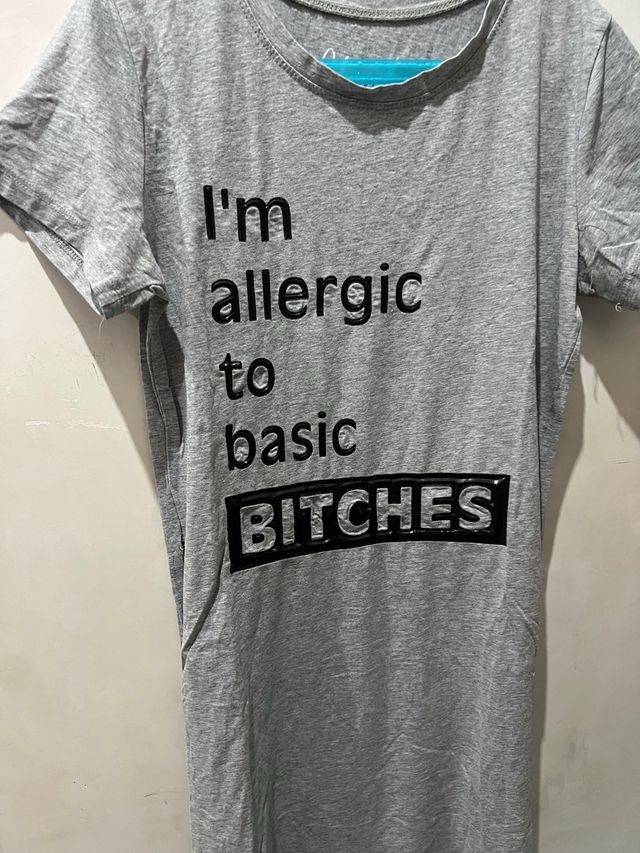 I'm
allergic
to
basic
BITCHES